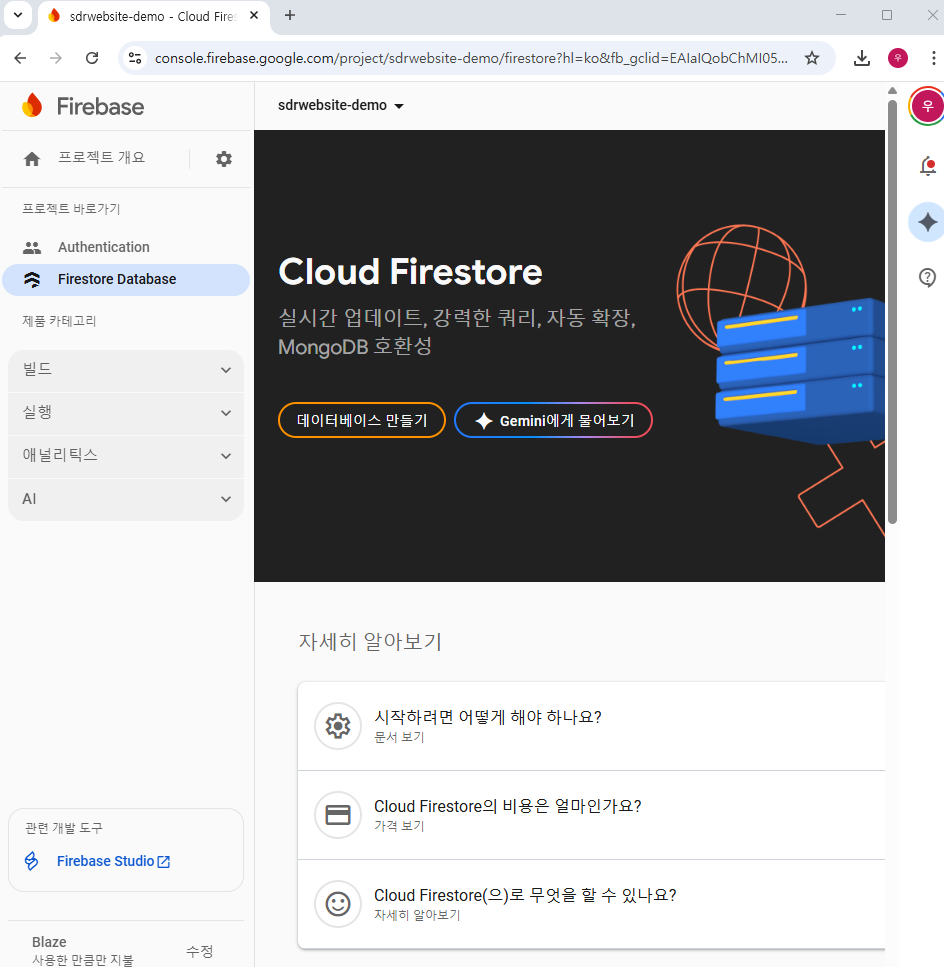 sdrwebsite-demo - Cloud Fires
console.firebase.google.com/project/sdrwebsite-demo/firestore?hl=ko&fb_gclid=EAIaIQobChMI05...
우
Firebase
sdrwebsite-demo
우
프로젝트 개요
프로젝트 바로가기
Authentication
Firestore Database
제품 카테고리
빌드
실행
애널리틱스
AI
Cloud Firestore
실시간 업데이트, 강력한 쿼리, 자동 확장,
MongoDB 호환성
데이터베이스 만들기
Gemini에게 물어보기
자세히 알아보기
시작하려면 어떻게 해야 하나요?
문서 보기
Cloud Firestore의 비용은 얼마인가요?
가격 보기
Cloud Firestore(으)로 무엇을 할 수 있나요?
자세히 알아보기
관련 개발 도구
Firebase Studio
Blaze
사용한 만큼만 지불
수정